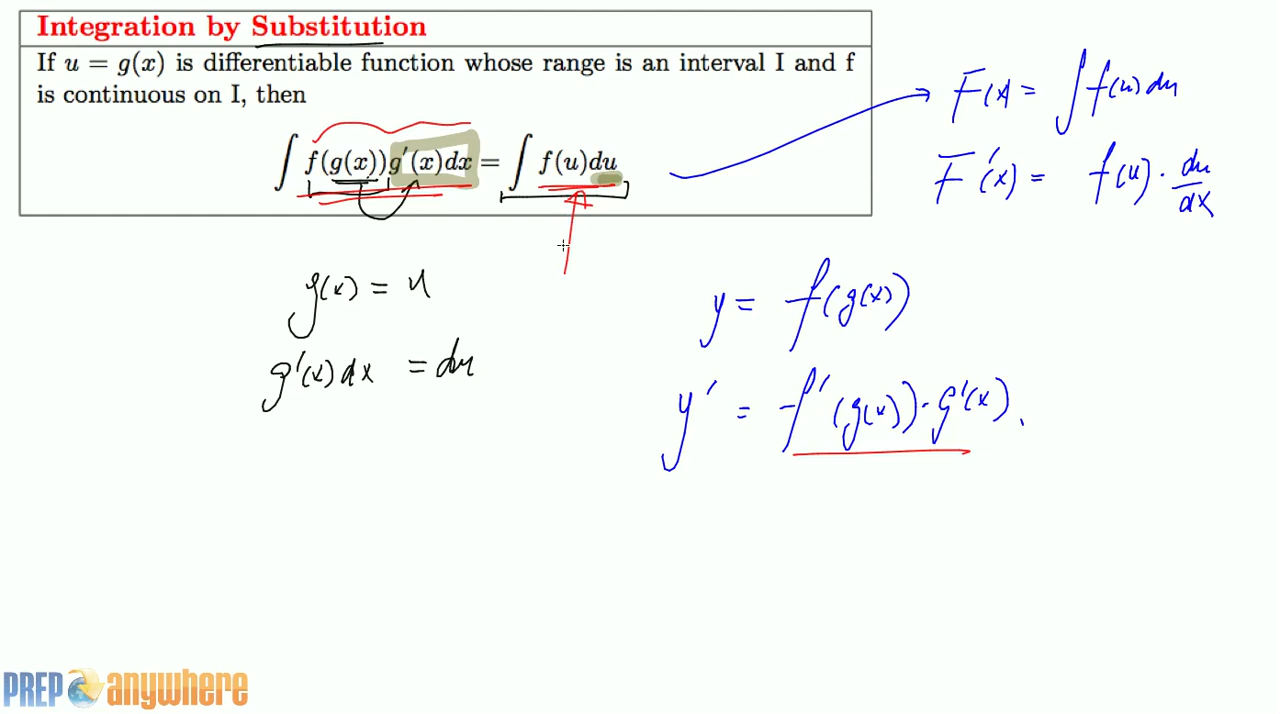 Integration by Substitution
If u = g(x) is differentiable function whose range is an interval I and f
is continuous on I, then
∫ f(g(x))g′(x)dx = ∫ f(u)du
g(x) = u
g′(x) dx = du
F(x) = ∫ f(u) du
F′(x) = f(u) · du/dx
y = f(g(x))
y′ = f′(g(x)) · g′(x).
PREP anywhere